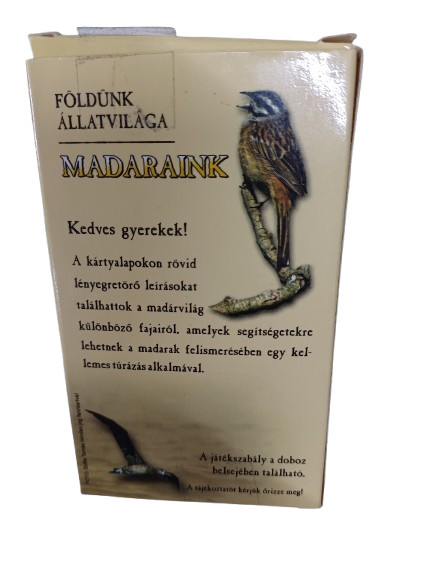 FÖLDÜNK
ÁLLATVILÁGA
MADARAINK
Kedves gyerekek!
A kártyalapokon rövid
lényegretörő leírásokat
találhattok a madárvilág
különböző fajairól, amelyek segítségetekre
lehetnek a madarak felismerésében egy kel-
lemes túrázás alkalmával.
A játékszabály a doboz
belsejében található.
A tájékoztatót kérjük őrizze meg!